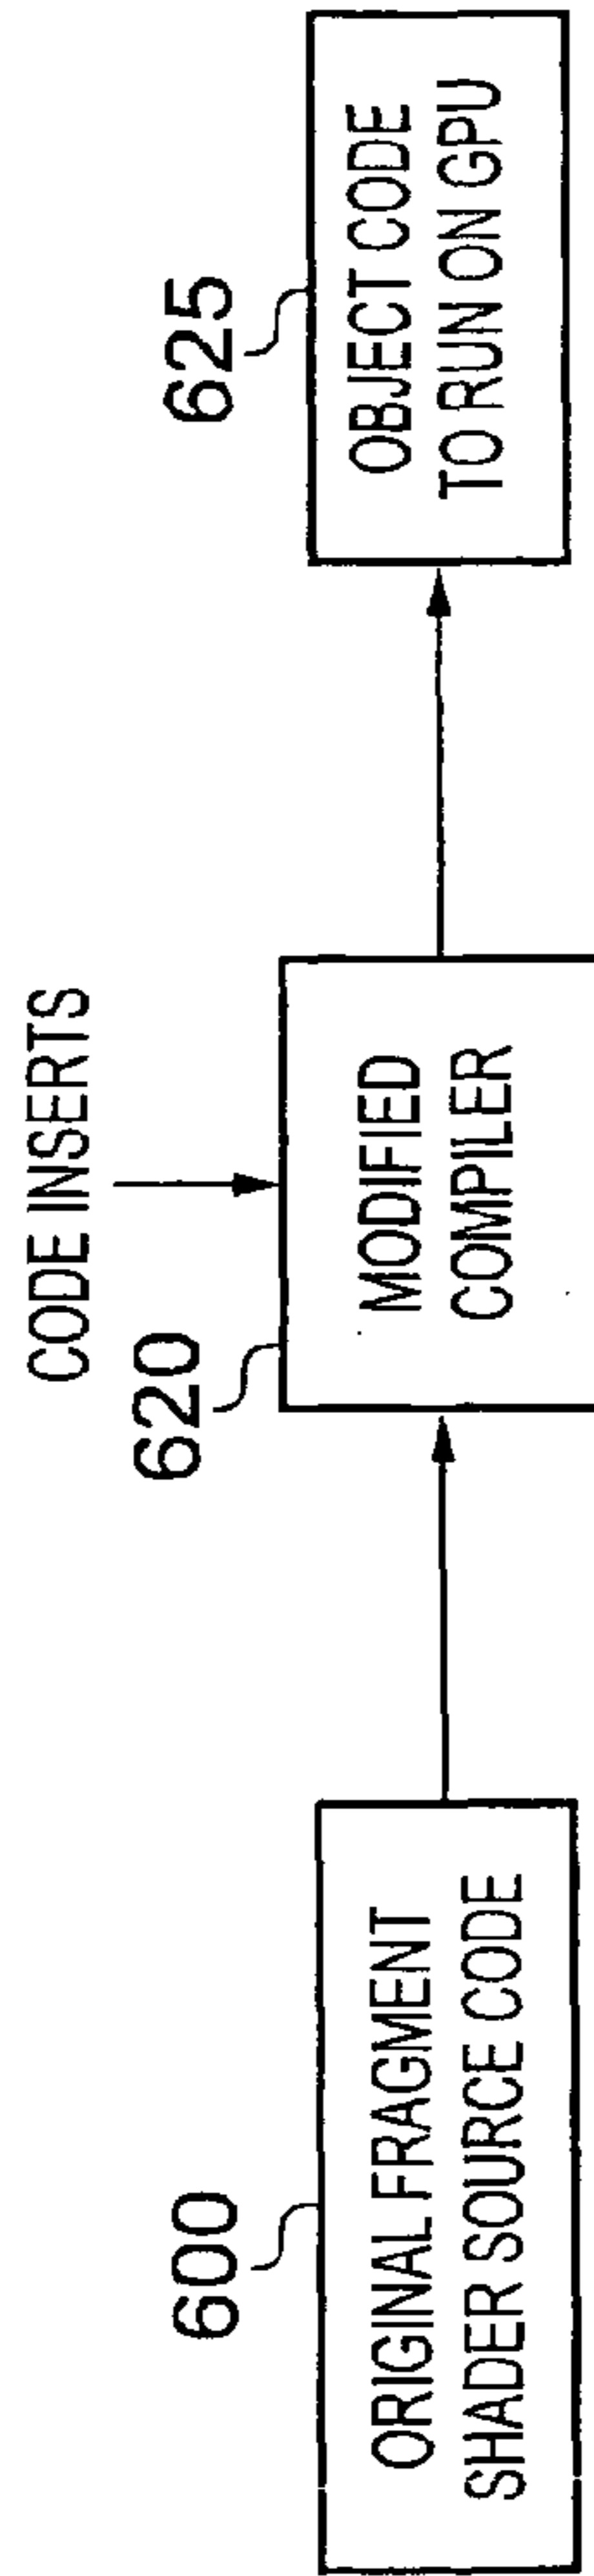 600
ORIGINAL FRAGMENT
SHADER SOURCE CODE
CODE INSERTS
620
MODIFIED
COMPILER
625
OBJECT CODE
TO RUN ON GPU